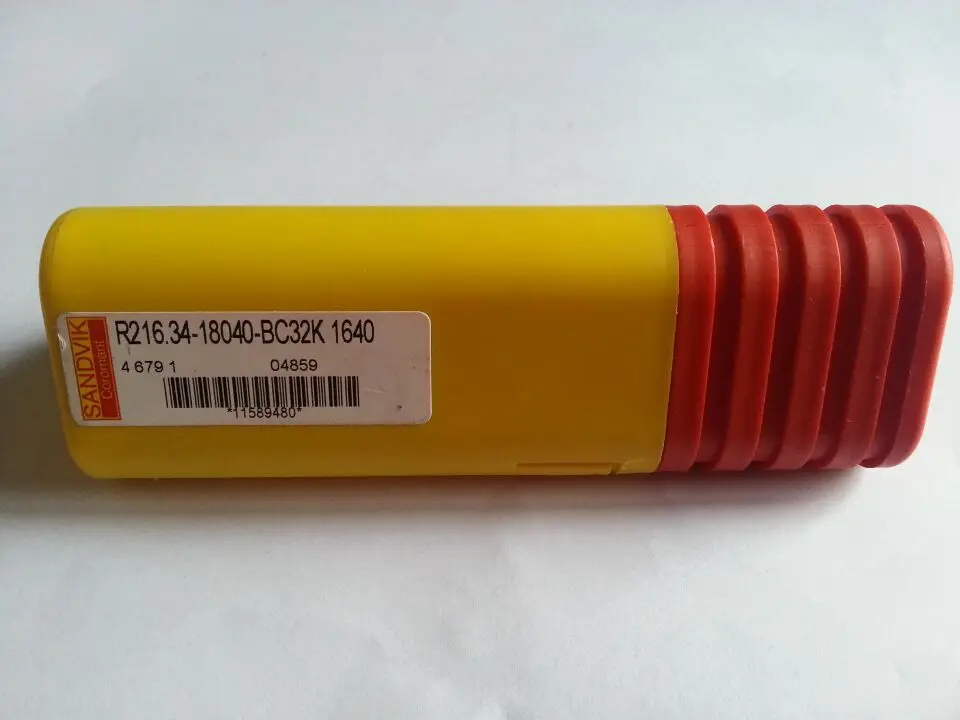 SANDVIK
Coromant
R216.34-18040-BC32K 1640
4 679 1 04859
*11589480*